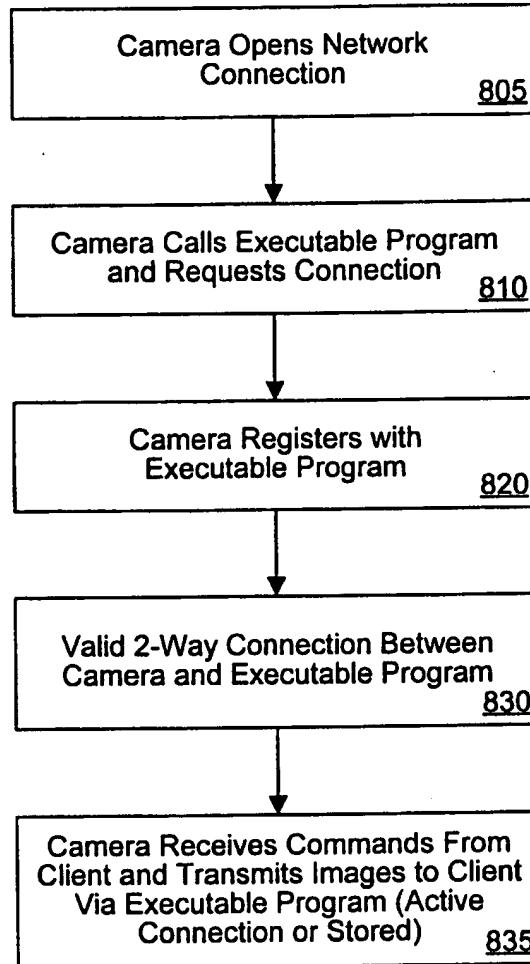 Camera Opens Network
Connection
805
Camera Calls Executable Program
and Requests Connection
810
Camera Registers with
Executable Program
820
Valid 2-Way Connection Between
Camera and Executable Program
830
Camera Receives Commands From
Client and Transmits Images to Client
Via Executable Program (Active
Connection or Stored)
835